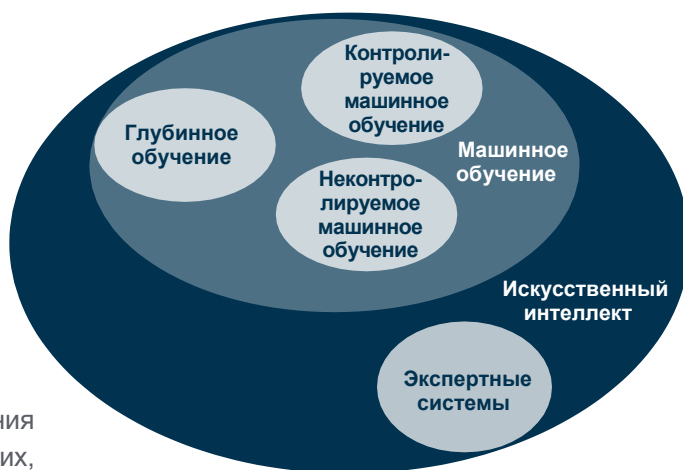 Контроли-
руемое
машинное
обучение
Глубинное
обучение
Машинное
обучение
Неконтро-
лируемое
машинное
обучение
Искусственный
интеллект
Экспертные
системы
ния
их,